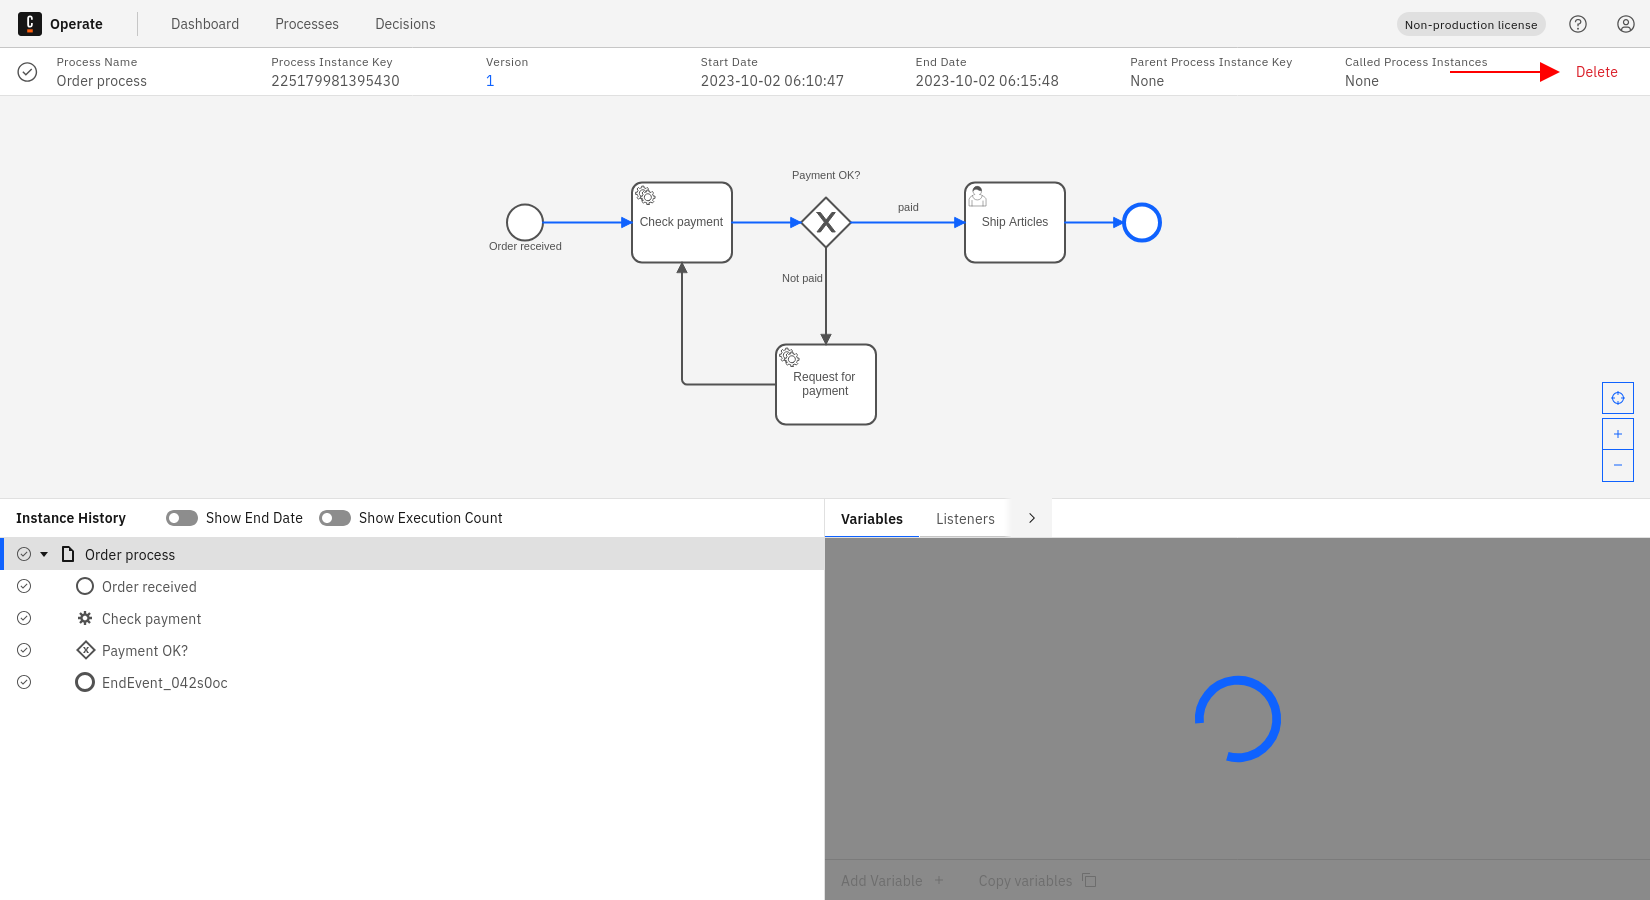 Operate
Dashboard
Processes
Decisions
Non-production license
Process Name
Order process
Process Instance Key
225179981395430
Version
1
Start Date
2023-10-02 06:10:47
End Date
2023-10-02 06:15:48
Parent Process Instance Key
None
Called Process Instances
None
Delete
Payment OK?
Check payment
paid
Ship Articles
Order received
Not paid
Request for
payment
Instance History
Show End Date
Show Execution Count
Variables
Listeners
Order process
Order received
Check payment
Payment OK?
EndEvent_042s0oc
Add Variable
Copy variables